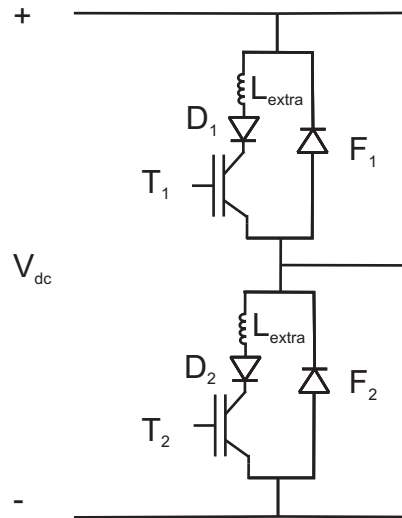 +
L_extra
D_1
F_1
T_1
V_dc
L_extra
D_2
F_2
T_2
-